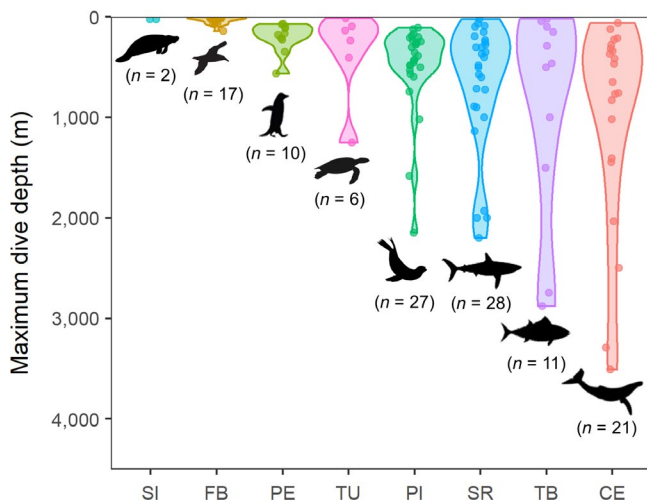 Maximum dive depth (m)
0
1,000
2,000
3,000
4,000
(n = 2)
(n = 17)
(n = 10)
(n = 6)
(n = 27)
(n = 28)
(n = 11)
(n = 21)
SI FB PE TU PI SR TB CE